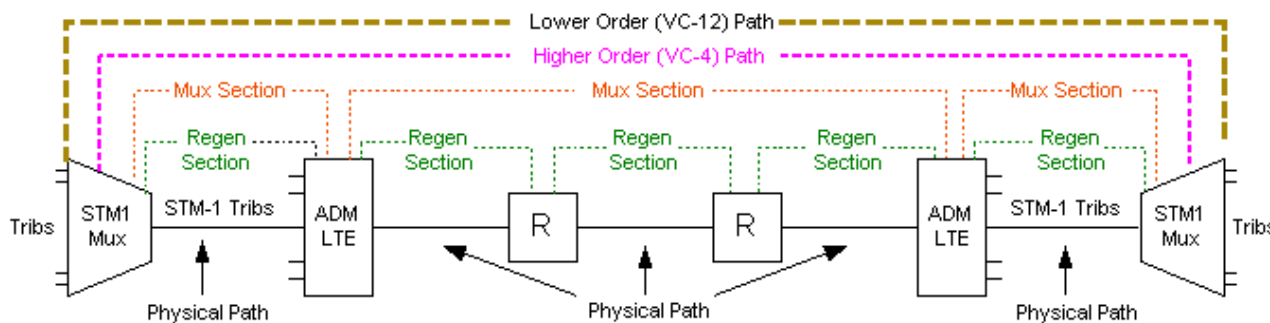 Lower Order (VC-12) Path
Higher Order (VC-4) Path
Mux Section
Mux Section
Mux Section
Regen
Section
Regen
Section
Regen
Section
Regen
Section
Regen
Section
Tribs
STM1
Mux
STM-1 Tribs
ADM
LTE
R
R
ADM
LTE
STM-1 Tribs
STM1
Mux
Tribs
Physical Path
Physical Path
Physical Path